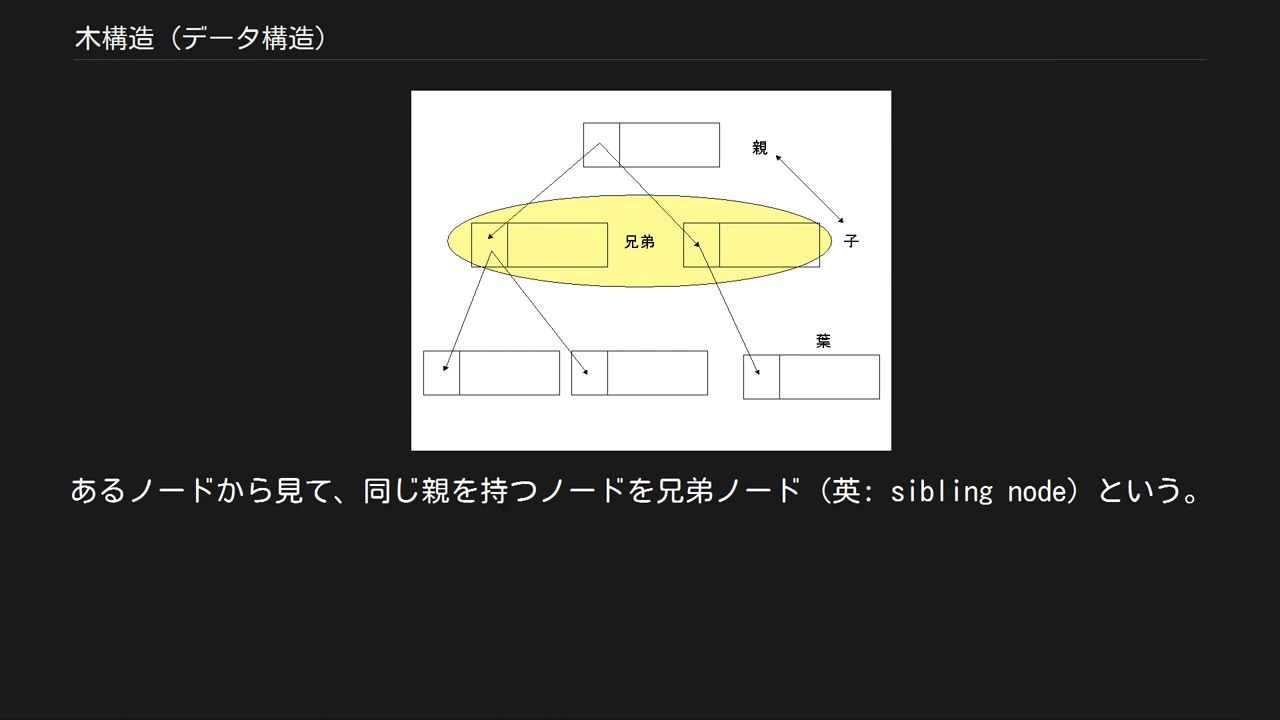 木構造（データ構造）
親
兄弟
子
葉
あるノードから見て、同じ親を持つノードを兄弟ノード（英: sibling node）という。